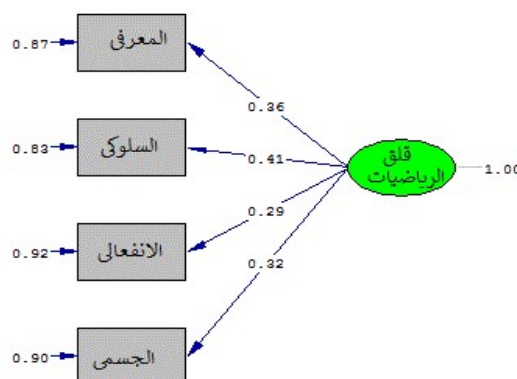 المعرفى
0.87
0.36
السلوكى
0.83
0.41
قلق
الرياضيات
1.00
0.29
الانفعالى
0.92
0.32
الجسمى
0.90